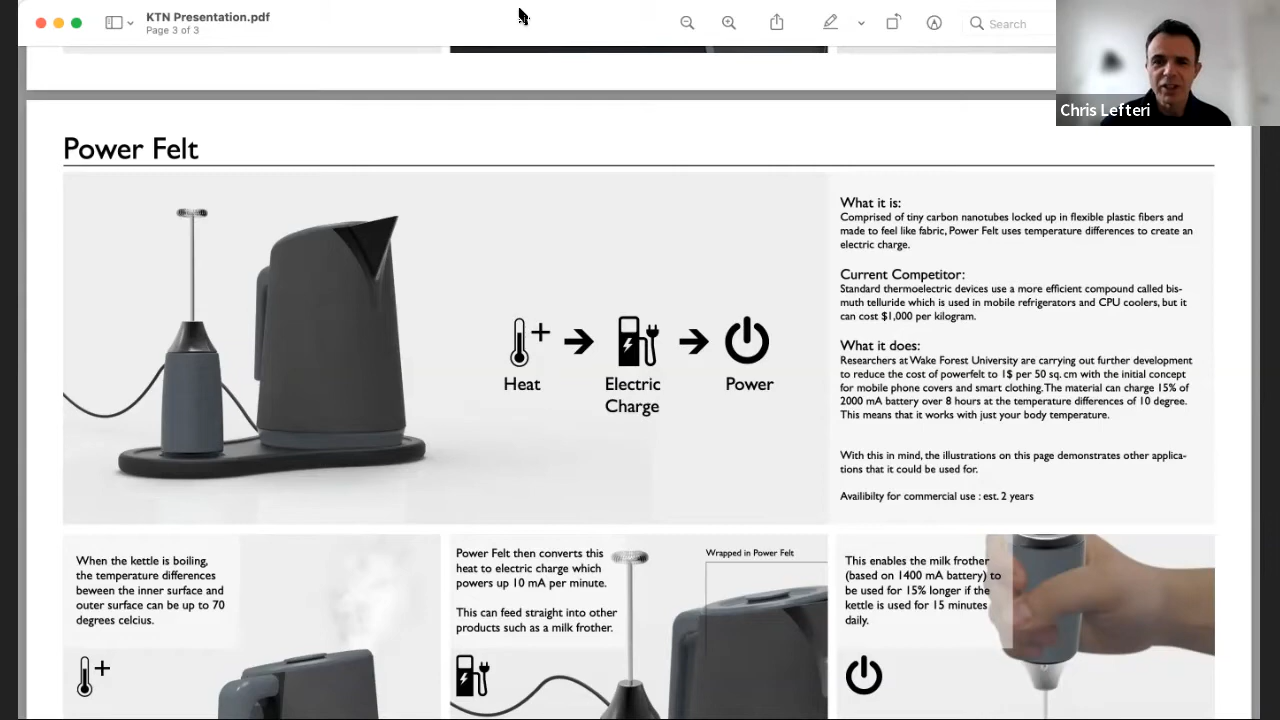 KTN Presentation.pdf
Page 3 of 3
Search
Chris Lefteri
Power Felt
Heat
Electric
Charge
Power
What it is:
Comprised of tiny carbon nanotubes locked up in flexible plastic fibers and
made to feel like fabric, Power Felt uses temperature differences to create an
electric charge.
Current Competitor:
Standard thermoelectric devices use a more efficient compound called bis-
muth telluride which is used in mobile refrigerators and CPU coolers, but it
can cost $1,000 per kilogram.
What it does:
Researchers at Wake Forest University are carrying out further development
to reduce the cost of powerfelt to 1$ per 50 sq. cm with the initial concept
for mobile phone covers and smart clothing. The material can charge 15% of
2000 mA battery over 8 hours at the temperature differences of 10 degree.
This means that it works with just your body temperature.
With this in mind, the illustrations on this page demonstrates other applica-
tions that it could be used for.
Availibilty for commercial use : est. 2 years
When the kettle is boiling,
the temperature differences
beween the inner surface and
outer surface can be up to 70
degrees celcius.
Power Felt then converts this
heat to electric charge which
powers up 10 mA per minute.
This can feed straight into other
products such as a milk frother.
Wrapped in Power Felt
This enables the milk frother
(based on 1400 mA battery) to
be used for 15% longer if the
kettle is used for 15 minutes
daily.